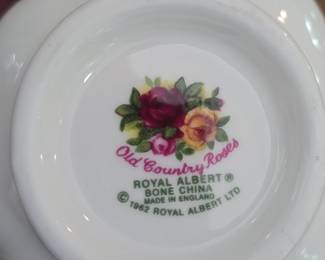 Old Country Roses
ROYAL ALBERT ®
BONE CHINA
MADE IN ENGLAND
© 1962 ROYAL ALBERT LTD